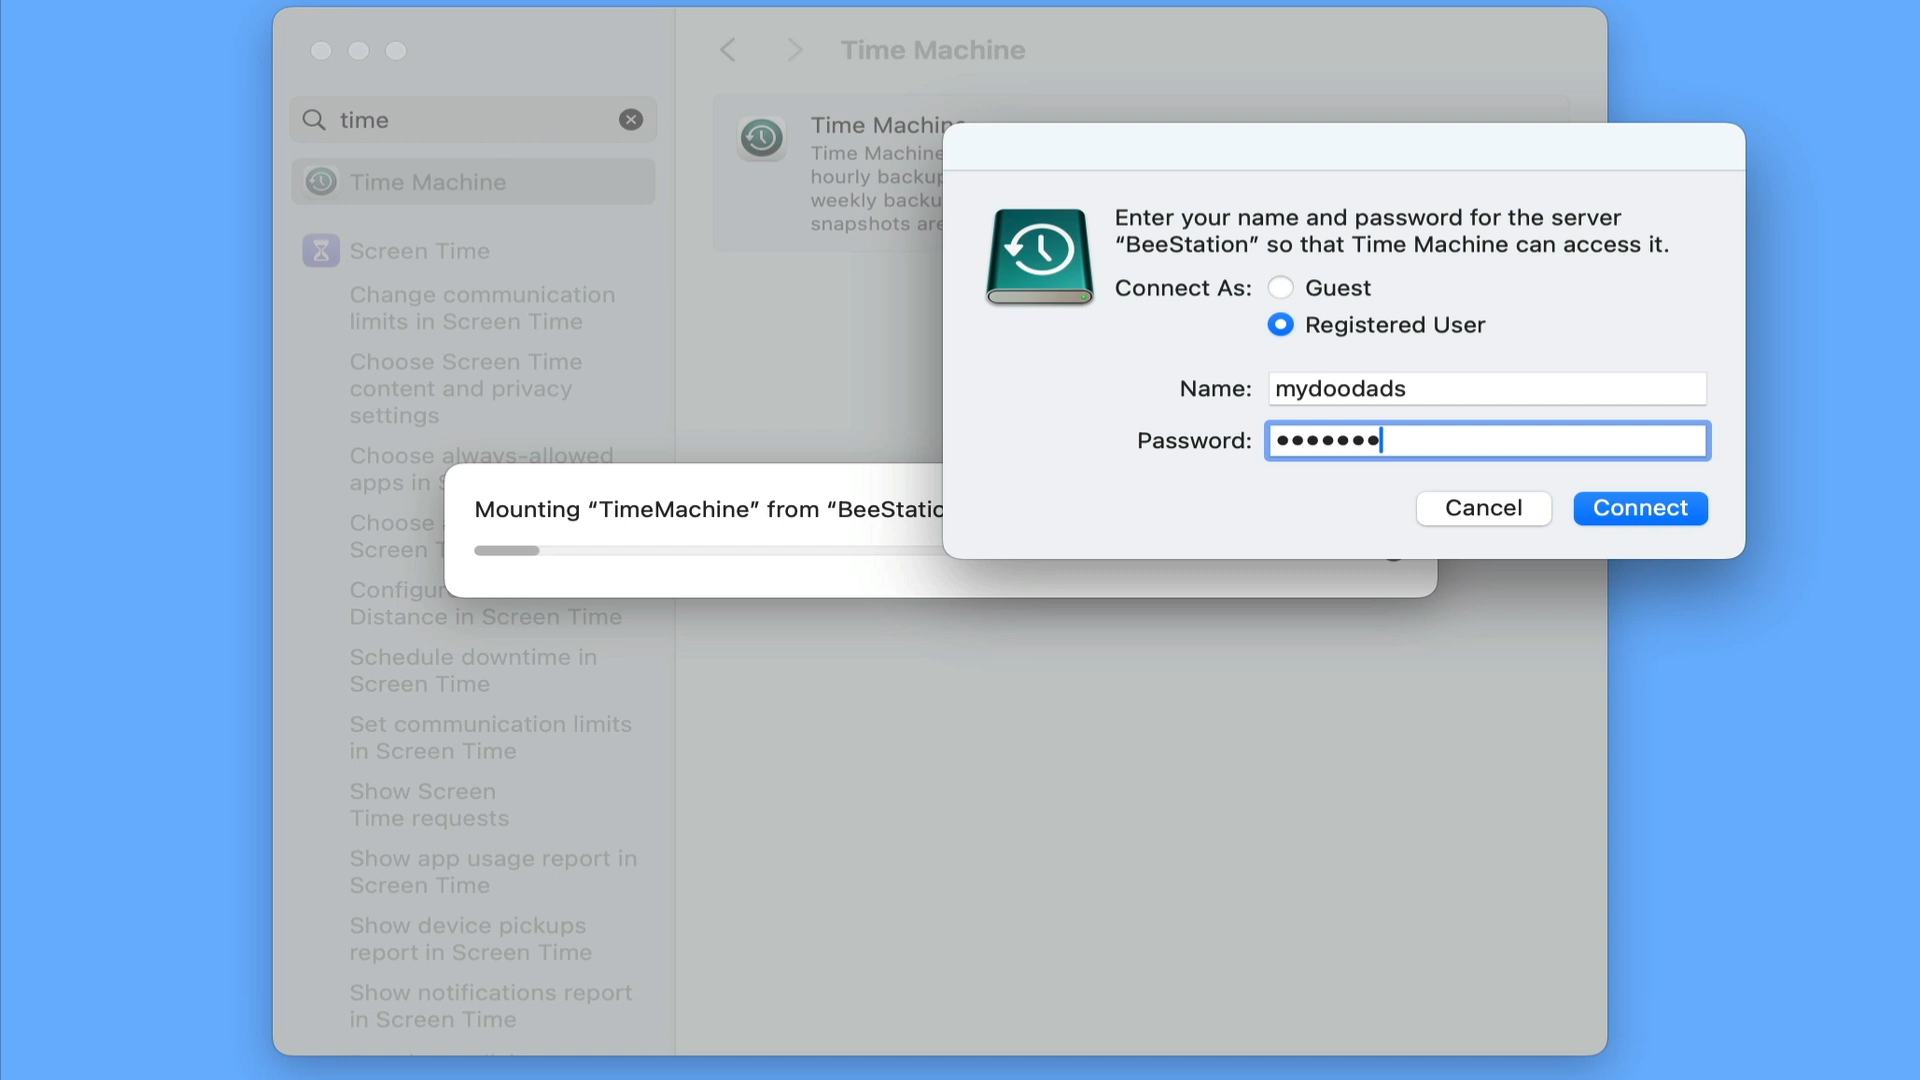 time
Time Machine
Screen Time
Change communication
limits in Screen Time
Choose Screen Time
content and privacy
settings
Choose always-allowed
apps in
Choose
Screen
Configur
Distance in Screen Time
Schedule downtime in
Screen Time
Set communication limits
in Screen Time
Show Screen
Time requests
Show app usage report in
Screen Time
Show device pickups
report in Screen Time
Show notifications report
in Screen Time
Time Machine
Time Machine
Time Machine
hourly backup
weekly backu
snapshots are
Mounting “TimeMachine” from “BeeStatio
Enter your name and password for the server
“BeeStation” so that Time Machine can access it.
Connect As: Guest
Registered User
Name: mydoodads
Password: •••••••
Cancel Connect